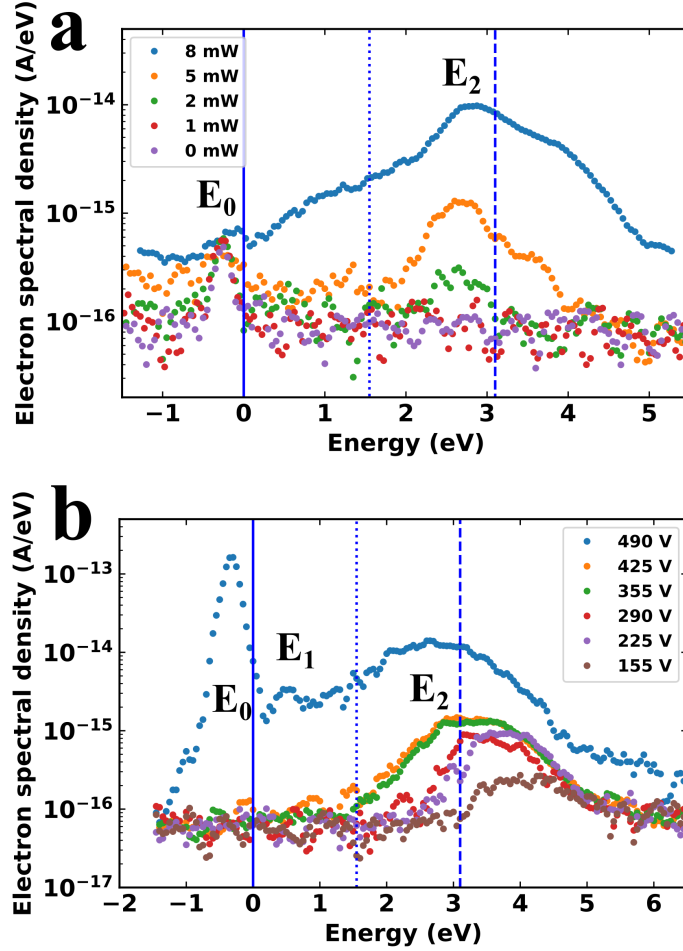 a
Electron spectral density (A/eV)
8 mW
5 mW
2 mW
1 mW
0 mW
E0
E2
10−14
10−15
10−16
−1 0 1 2 3 4 5
Energy (eV)
b
Electron spectral density (A/eV)
490 V
425 V
355 V
290 V
225 V
155 V
E0
E1
E2
10−13
10−14
10−15
10−16
10−17
−2 −1 0 1 2 3 4 5 6
Energy (eV)